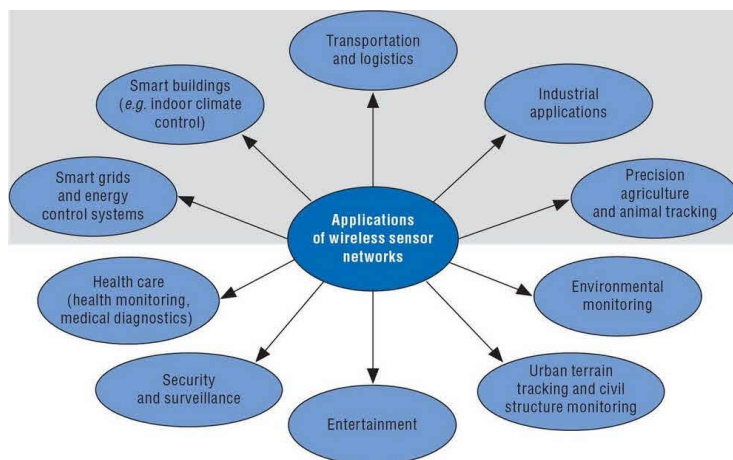 Transportation
and logistics
Smart buildings
(e.g. indoor climate
control)
Industrial
applications
Smart grids
and energy
control systems
Precision
agriculture
and animal tracking
Applications
of wireless sensor
networks
Health care
(health monitoring,
medical diagnostics)
Environmental
monitoring
Security
and surveillance
Urban terrain
tracking and civil
structure monitoring
Entertainment